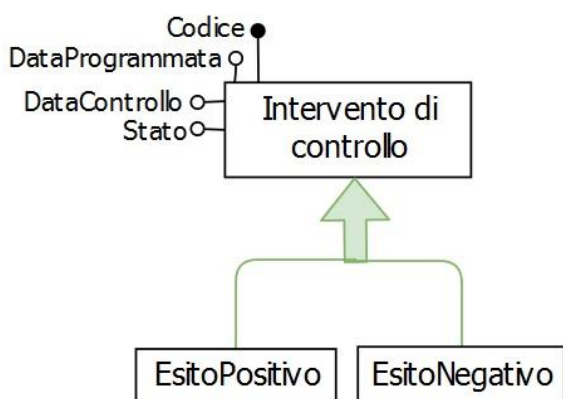 Codice
DataProgrammata
DataControllo
Stato
Intervento di
controllo
EsitoPositivo
EsitoNegativo